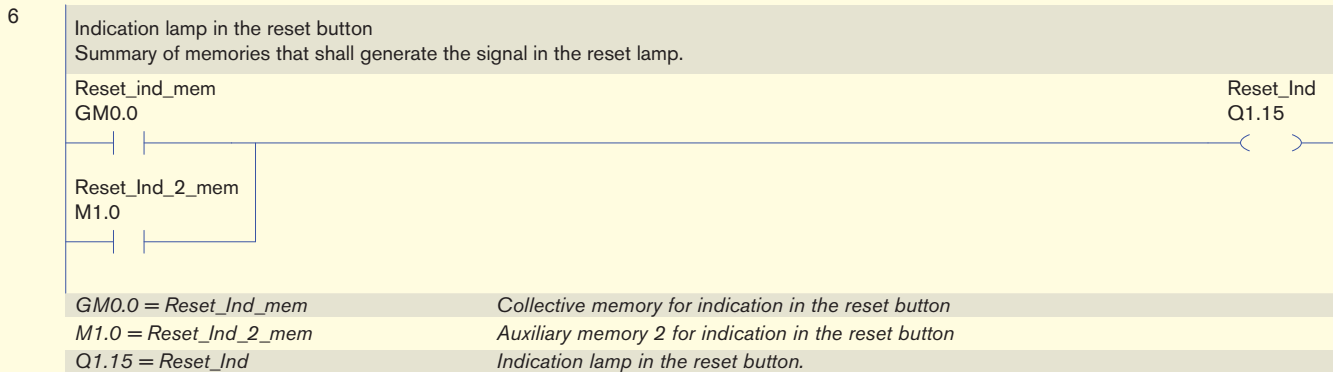 6
Indication lamp in the reset button
Summary of memories that shall generate the signal in the reset lamp.
Reset_ind_mem Reset_Ind
GM0.0 Q1.15
Reset_Ind_2_mem
M1.0
GM0.0 = Reset_Ind_mem Collective memory for indication in the reset button
M1.0 = Reset_Ind_2_mem Auxiliary memory 2 for indication in the reset button
Q1.15 = Reset_Ind Indication lamp in the reset button.